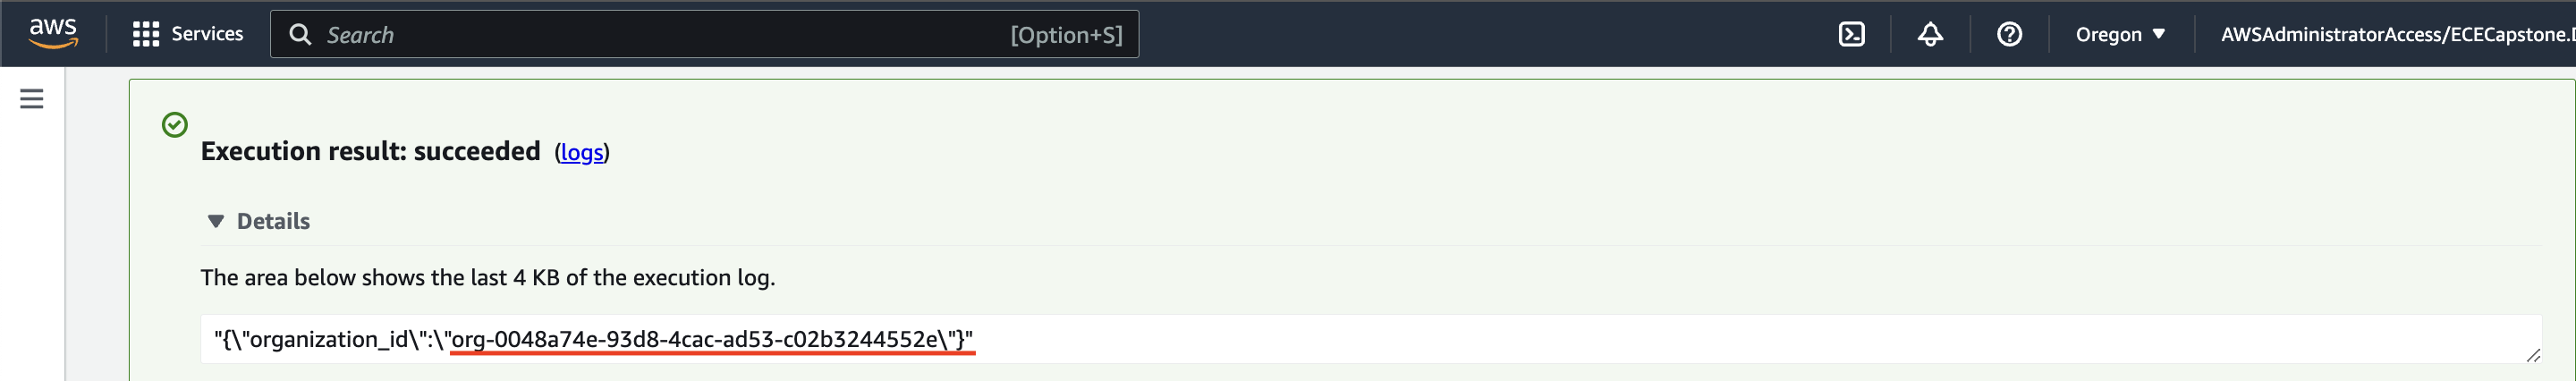 aws Services Search [Option+S] Oregon AWSAdministratorAccess/ECECapstone.
Execution result: succeeded (logs)
Details
The area below shows the last 4 KB of the execution log.
"{\"organization_id\":\"org-0048a74e-93d8-4cac-ad53-c02b3244552e\"}"